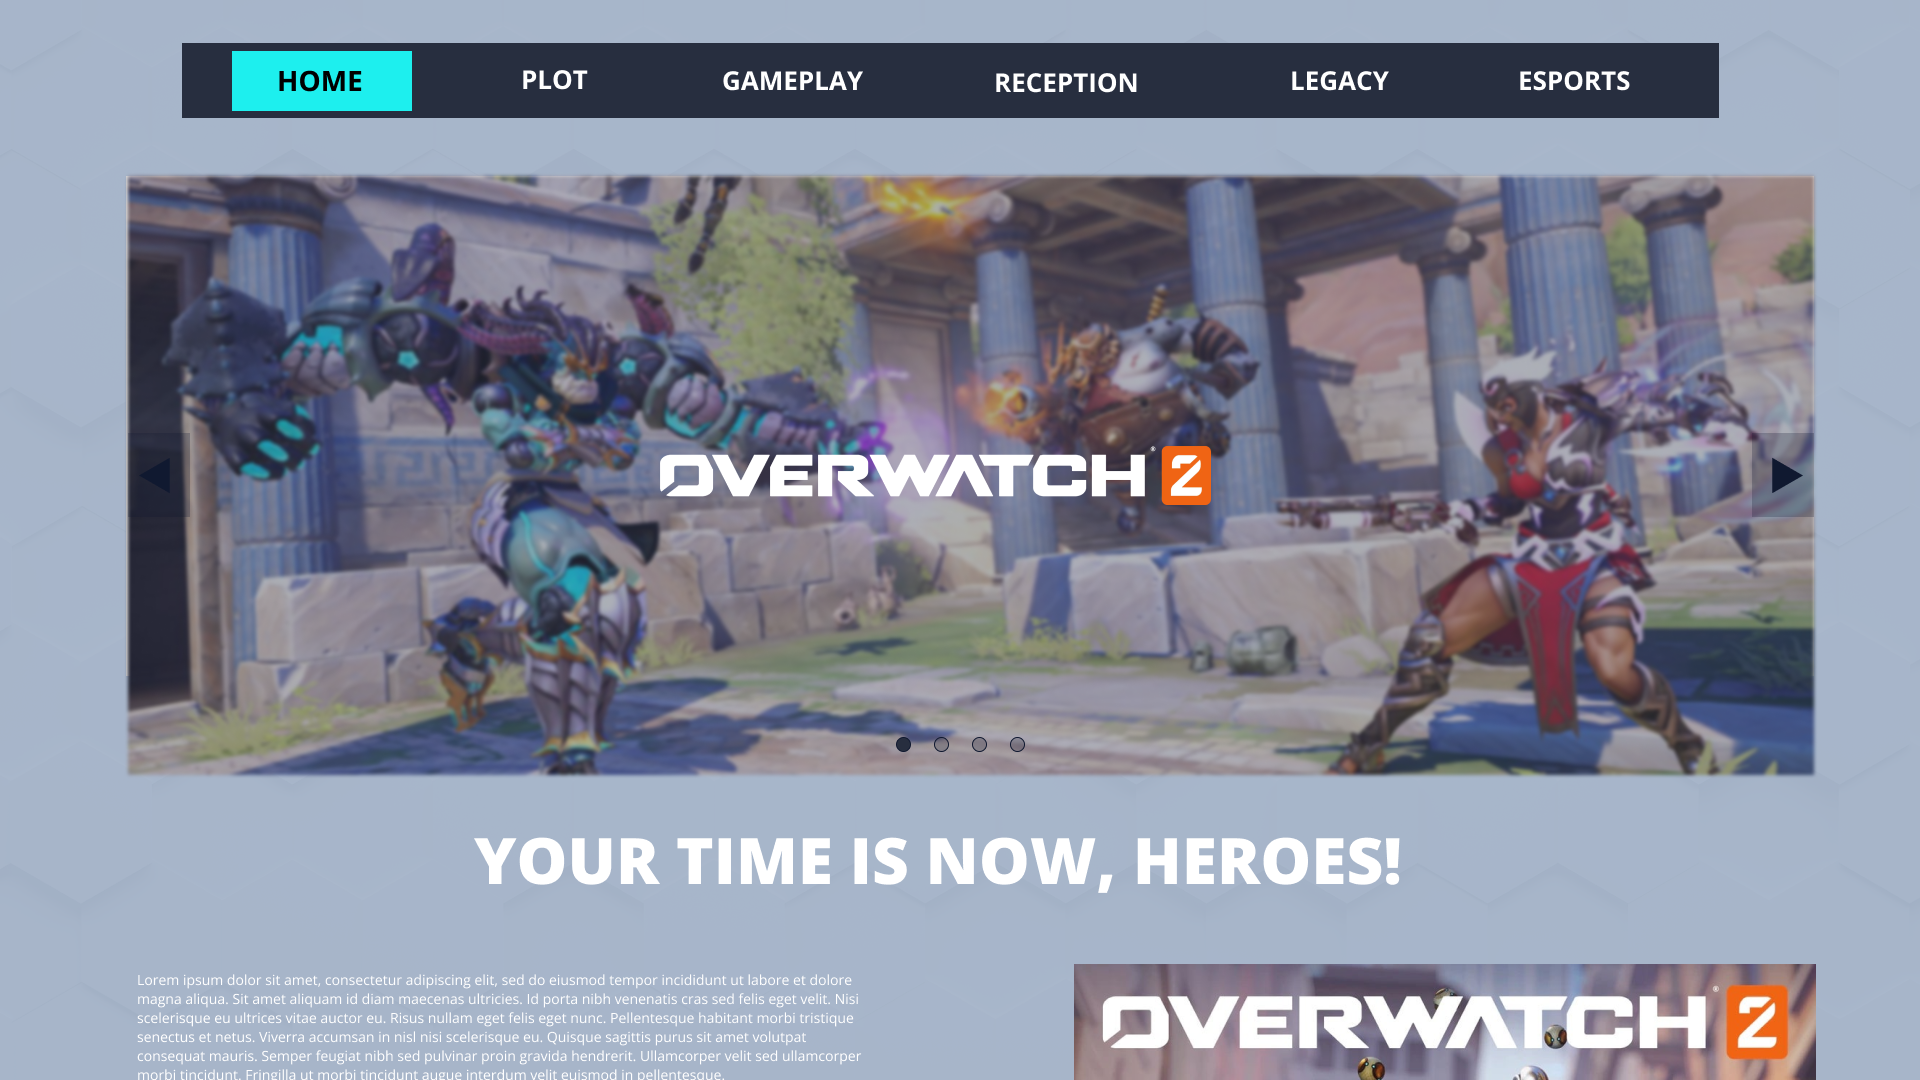 HOME PLOT GAMEPLAY RECEPTION LEGACY ESPORTS
OVERWATCH® 2
YOUR TIME IS NOW, HEROES!
Lorem ipsum dolor sit amet, consectetur adipiscing elit, sed do eiusmod tempor incididunt ut labore et dolore
magna aliqua. Sit amet aliquam id diam maecenas ultricies. Id porta nibh venenatis cras sed felis eget velit. Nisi
scelerisque eu ultrices vitae auctor eu. Risus nullam eget felis eget nunc. Pellentesque habitant morbi tristique
senectus et netus. Viverra accumsan in nisl nisi scelerisque eu. Quisque sagittis purus sit amet volutpat
consequat mauris. Semper feugiat nibh sed pulvinar proin gravida hendrerit. Ullamcorper velit sed ullamcorper
morbi tincidunt. Fringilla ut morbi tincidunt augue interdum velit euismod in pellentesque.
OVERWATCH® 2